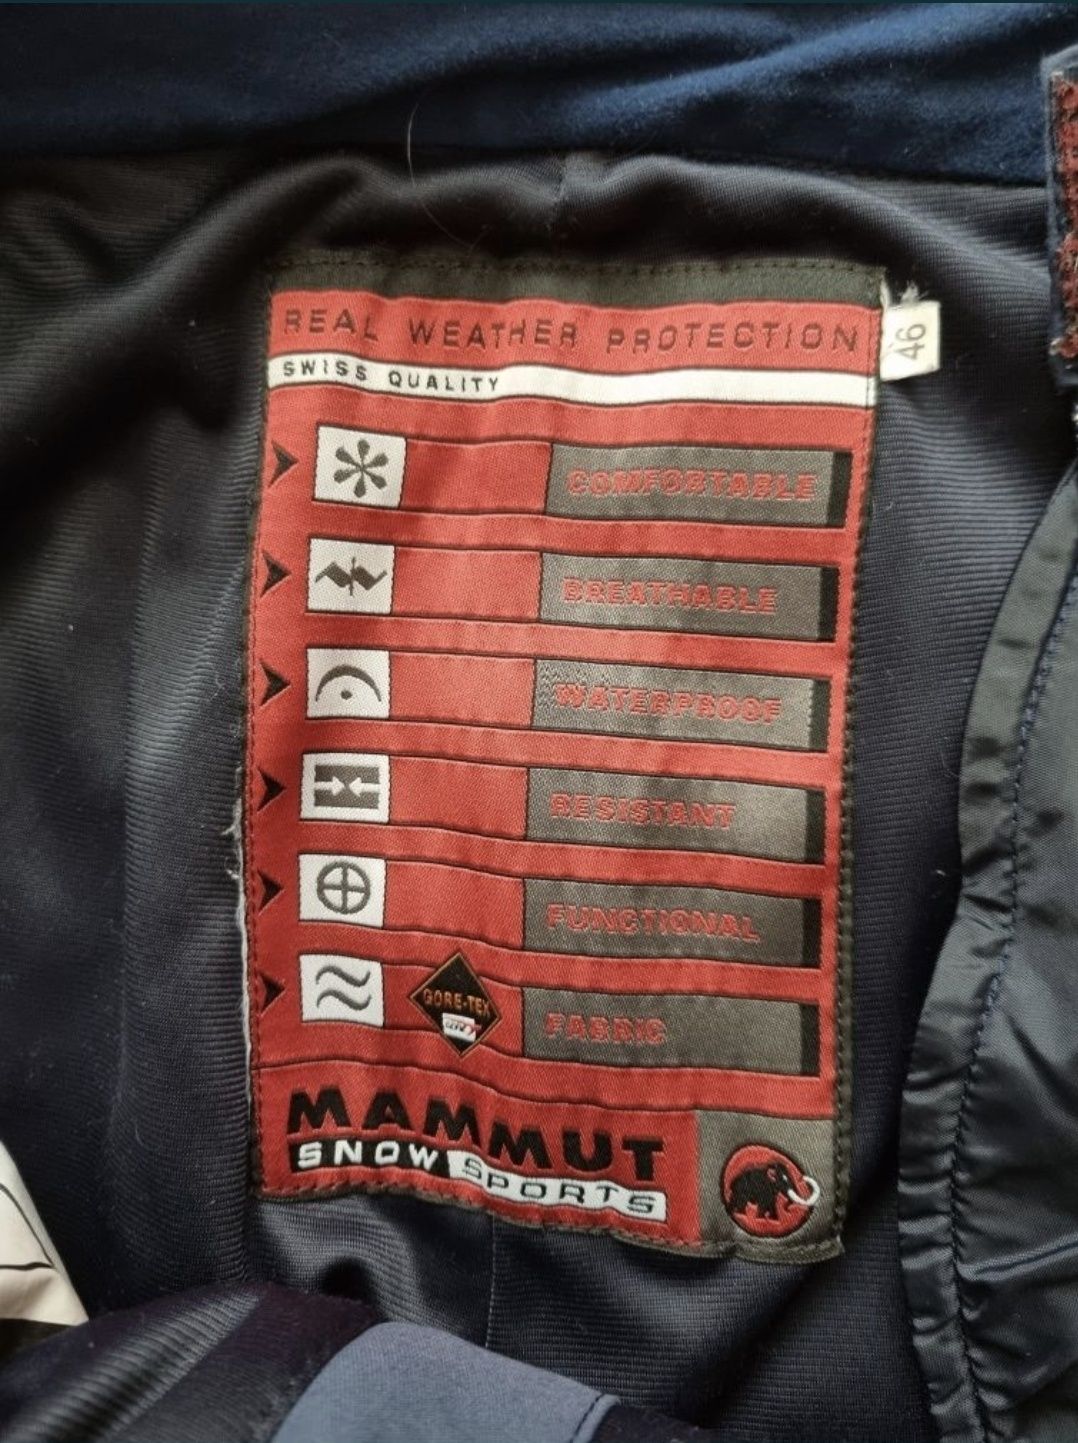 REAL WEATHER PROTECTION
SWISS QUALITY
46
COMFORTABLE
BREATHABLE
WATERPROOF
RESISTANT
FUNCTIONAL
GORE-TEX
FABRIC
MAMMUT
SNOW SPORTS